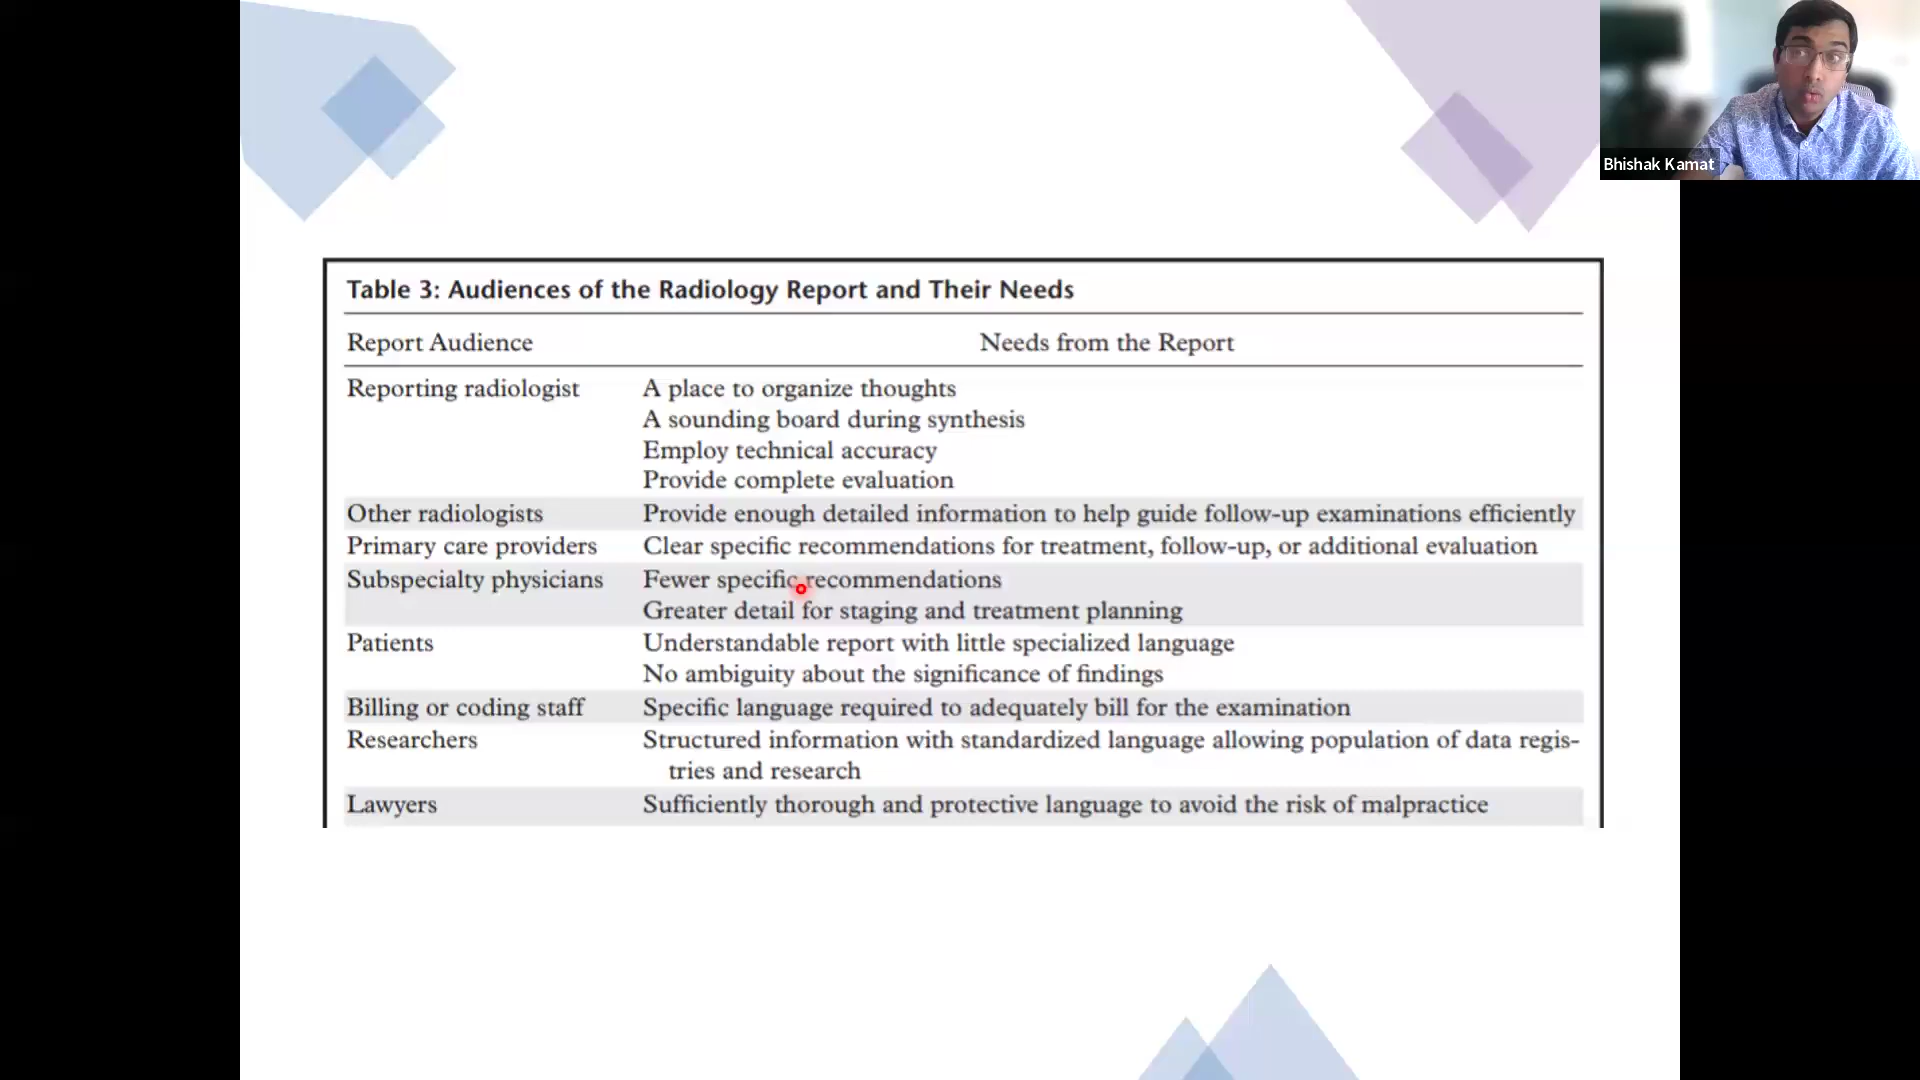 Bhishak Kamat
Table 3: Audiences of the Radiology Report and Their Needs
Report Audience Needs from the Report
Reporting radiologist A place to organize thoughts
A sounding board during synthesis
Employ technical accuracy
Provide complete evaluation
Other radiologists Provide enough detailed information to help guide follow-up examinations efficiently
Primary care providers Clear specific recommendations for treatment, follow-up, or additional evaluation
Subspecialty physicians Fewer specific recommendations
Greater detail for staging and treatment planning
Patients Understandable report with little specialized language
No ambiguity about the significance of findings
Billing or coding staff Specific language required to adequately bill for the examination
Researchers Structured information with standardized language allowing population of data regis-
tries and research
Lawyers Sufficiently thorough and protective language to avoid the risk of malpractice